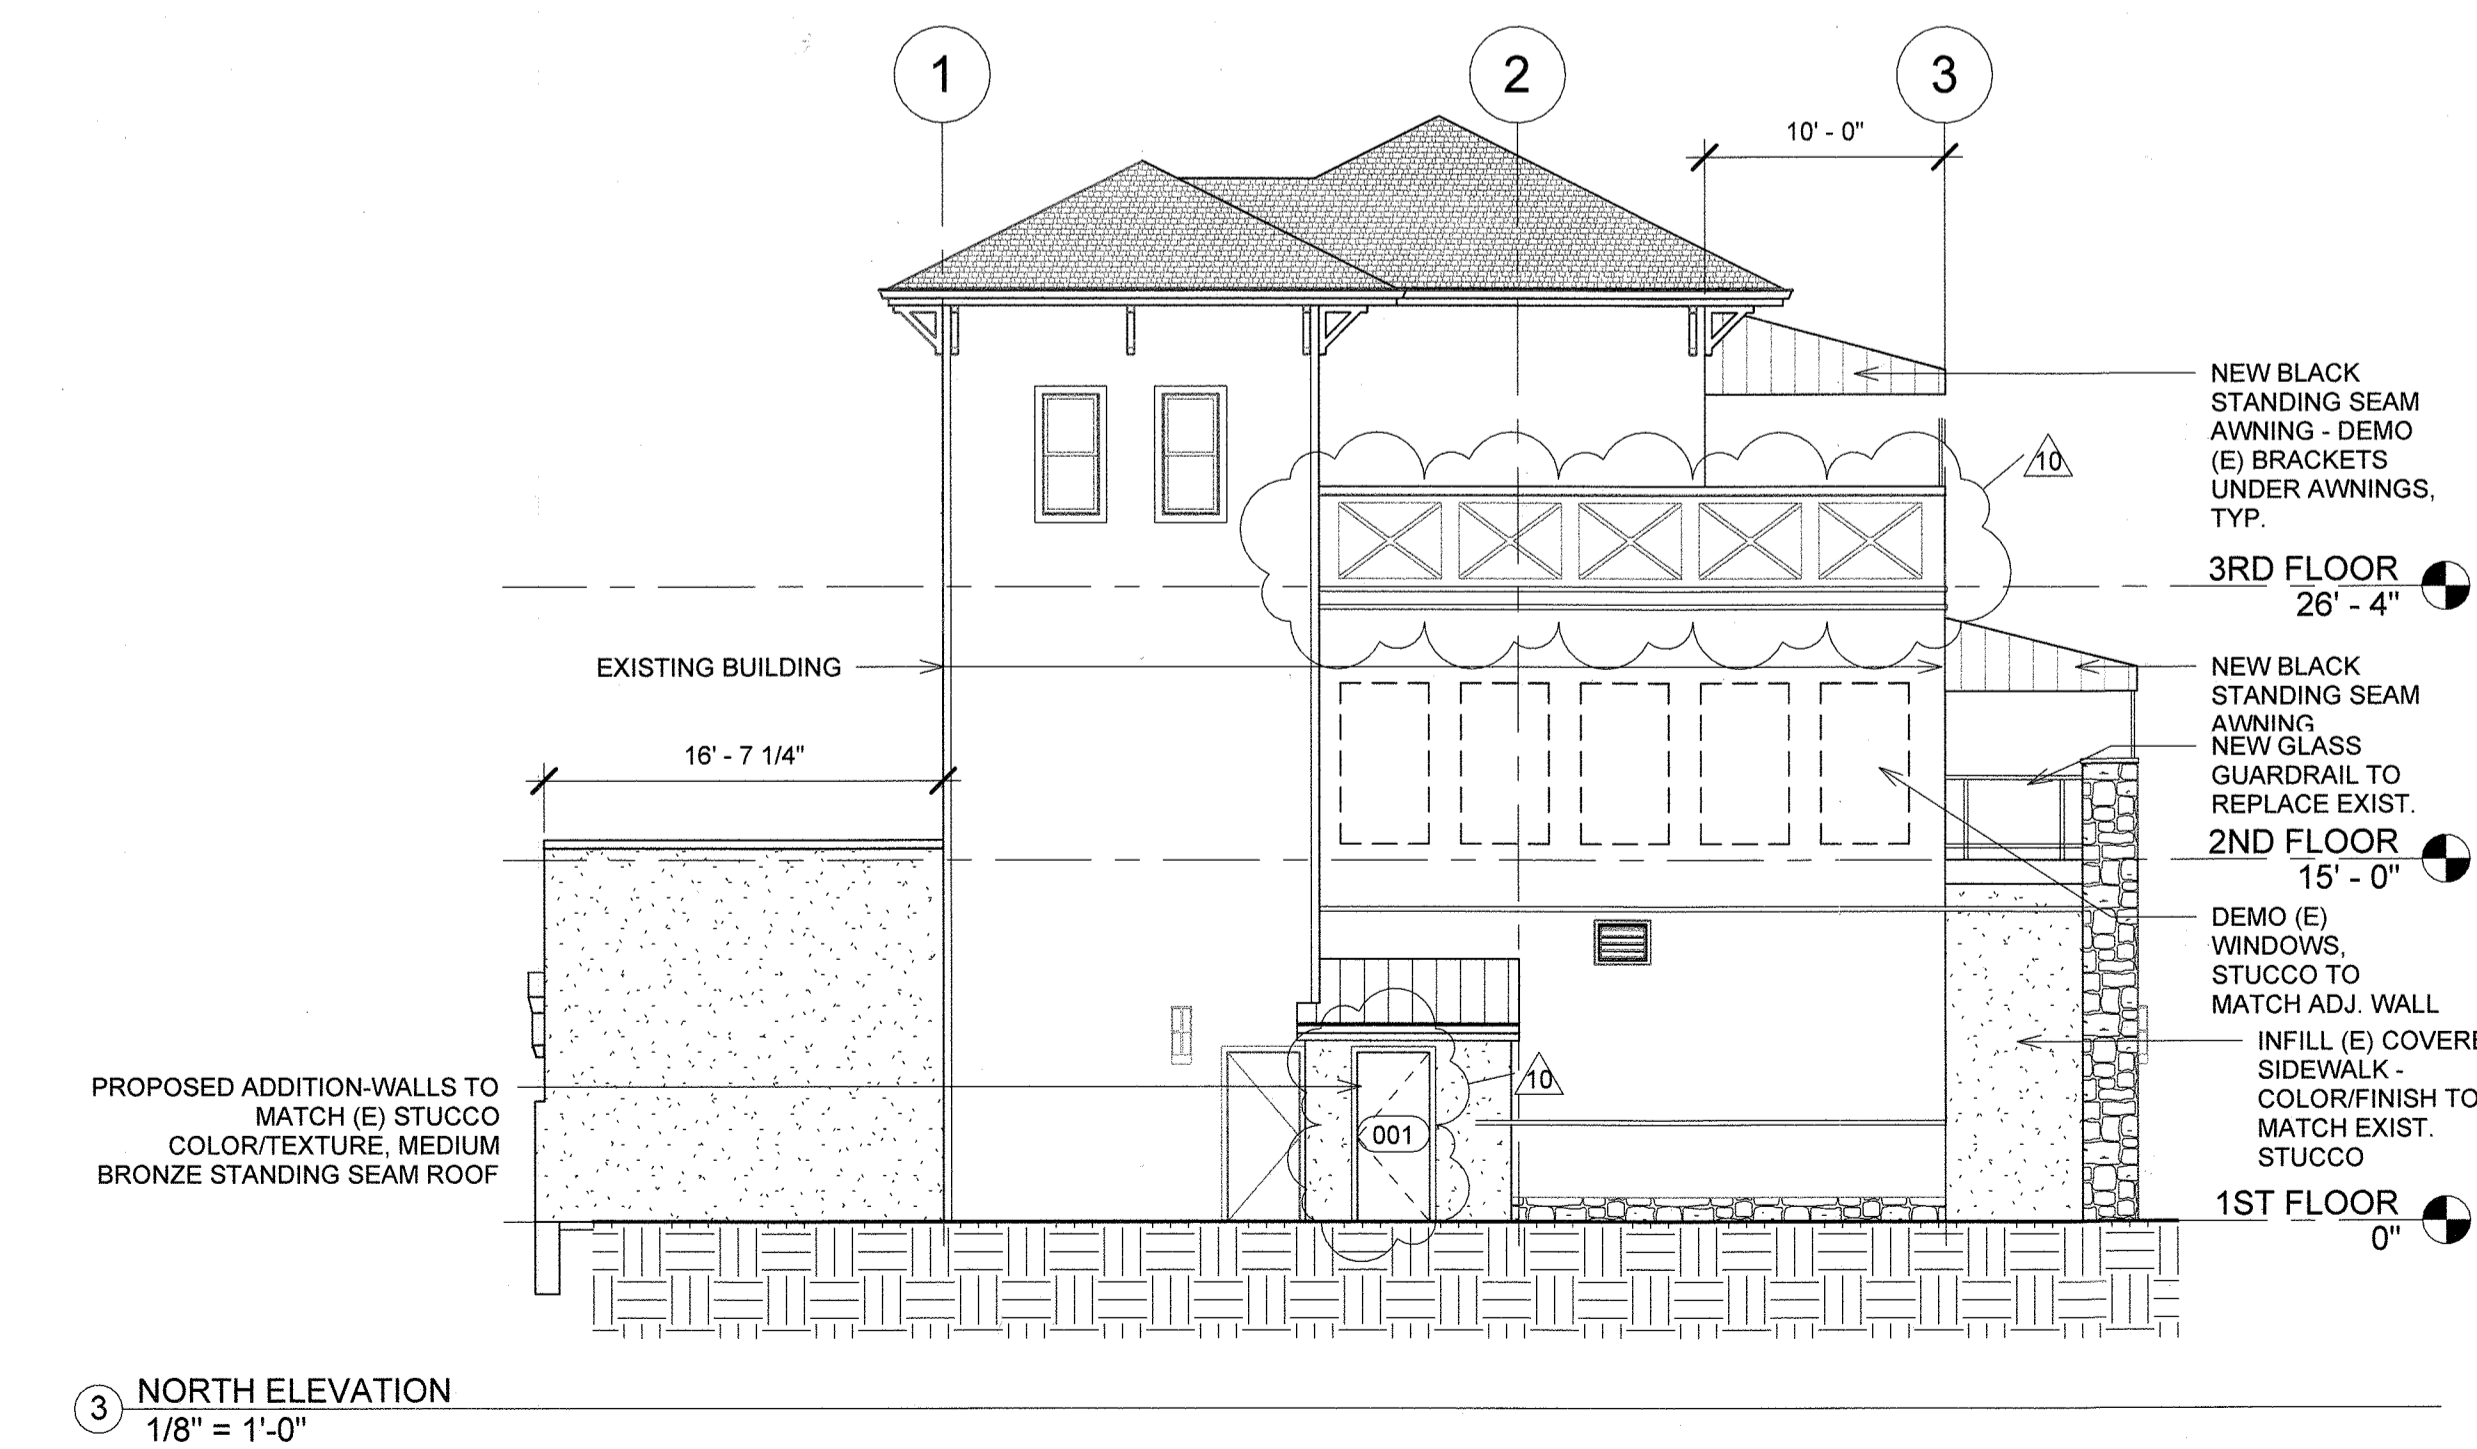 1
2
3
10' - 0"
NEW BLACK
STANDING SEAM
AWNING - DEMO
(E) BRACKETS
UNDER AWNINGS,
TYP.
10
3RD FLOOR
26' - 4"
EXISTING BUILDING
NEW BLACK
STANDING SEAM
AWNING
16' - 7 1/4"
NEW GLASS
GUARDRAIL TO
REPLACE EXIST.
2ND FLOOR
15' - 0"
DEMO (E)
WINDOWS,
STUCCO TO
MATCH ADJ. WALL
INFILL (E) COVERE
SIDEWALK -
COLOR/FINISH TO
MATCH EXIST.
STUCCO
PROPOSED ADDITION-WALLS TO
MATCH (E) STUCCO
COLOR/TEXTURE, MEDIUM
BRONZE STANDING SEAM ROOF
10
001
1ST FLOOR
0"
3 NORTH ELEVATION
1/8" = 1'-0"